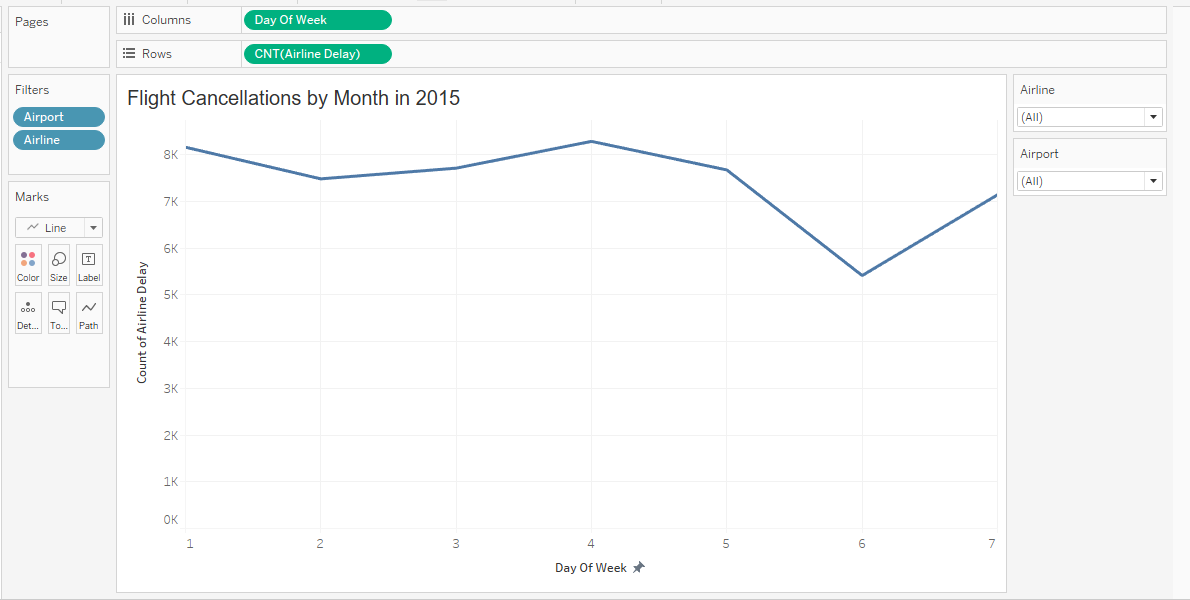 Pages
Columns
Day Of Week
Rows
CNT(Airline Delay)
Filters
Airport
Airline
Marks
Line
Color
Size
Label
Det...
To...
Path
Flight Cancellations by Month in 2015
Count of Airline Delay
8K
7K
6K
5K
4K
3K
2K
1K
0K
1 2 3 4 5 6 7
Day Of Week
Airline
(All)
Airport
(All)